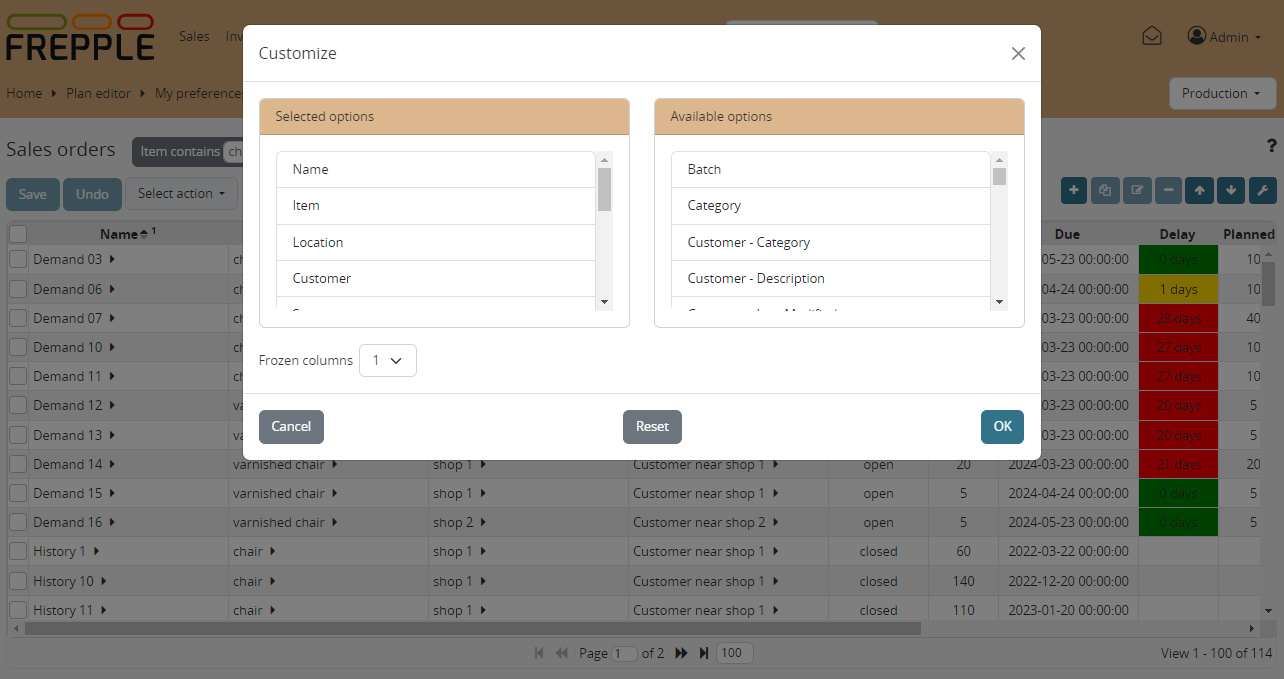 FREPPLE
Sales
Inv
Admin
Home
Plan editor
My preferences
Production
Customize
Selected options
Name
Item
Location
Customer
Available options
Batch
Category
Customer - Category
Customer - Description
Frozen columns 1
Cancel
Reset
OK
Sales orders
Item contains
?
Save
Undo
Select action
Name 1
Due
Delay
Planned
Demand 03 05-23 00:00:00 0 days 10
Demand 06 04-24 00:00:00 1 days 10
Demand 07 03-23 00:00:00 28 days 40
Demand 10 03-23 00:00:00 27 days 10
Demand 11 03-23 00:00:00 27 days 10
Demand 12 03-23 00:00:00 20 days 5
Demand 13 03-23 00:00:00 20 days 5
Demand 14 varnished chair shop 1 Customer near shop 1 open 20 2024-03-23 00:00:00 21 days 20
Demand 15 varnished chair shop 1 Customer near shop 1 open 5 2024-04-24 00:00:00 0 days 5
Demand 16 varnished chair shop 2 Customer near shop 2 open 5 2024-05-23 00:00:00 0 days 5
History 1 chair shop 1 Customer near shop 1 closed 60 2022-03-22 00:00:00
History 10 chair shop 1 Customer near shop 1 closed 140 2022-12-20 00:00:00
History 11 chair shop 1 Customer near shop 1 closed 110 2023-01-20 00:00:00
Page 1 of 2 100
View 1 - 100 of 114